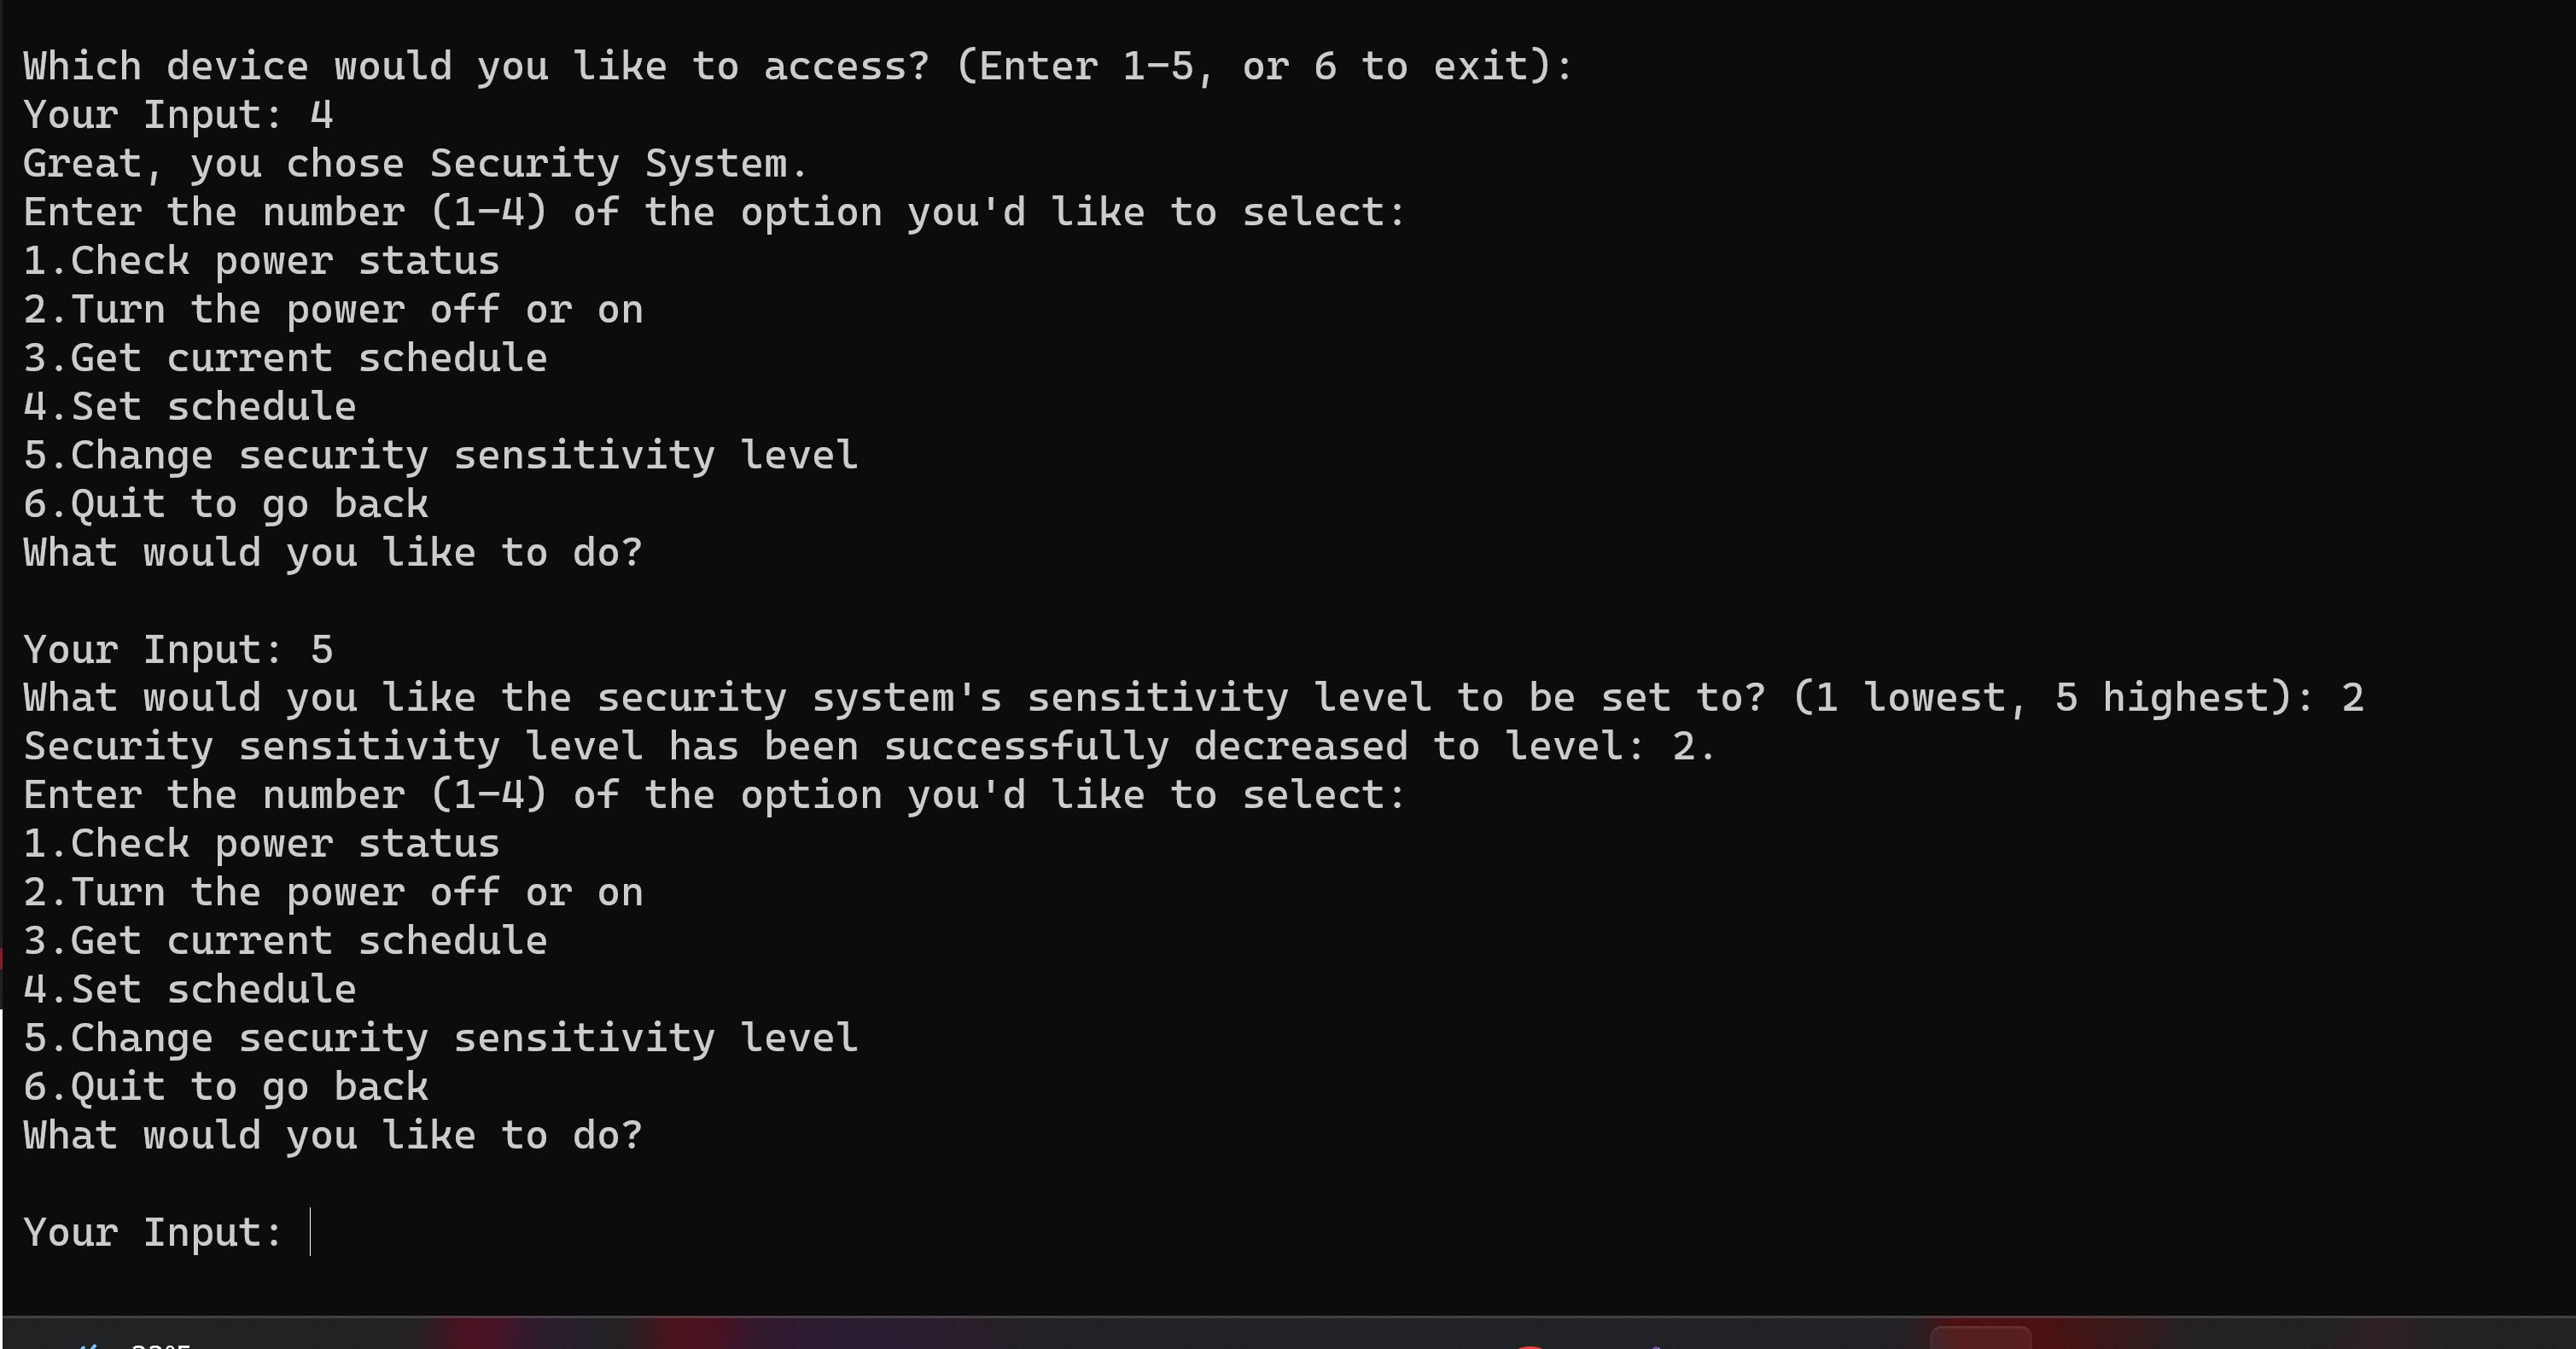 Which device would you like to access? (Enter 1-5, or 6 to exit):
Your Input: 4
Great, you chose Security System.
Enter the number (1-4) of the option you'd like to select:
1.Check power status
2.Turn the power off or on
3.Get current schedule
4.Set schedule
5.Change security sensitivity level
6.Quit to go back
What would you like to do?
Your Input: 5
What would you like the security system's sensitivity level to be set to? (1 lowest, 5 highest): 2
Security sensitivity level has been successfully decreased to level: 2.
Enter the number (1-4) of the option you'd like to select:
1.Check power status
2.Turn the power off or on
3.Get current schedule
4.Set schedule
5.Change security sensitivity level
6.Quit to go back
What would you like to do?
Your Input: